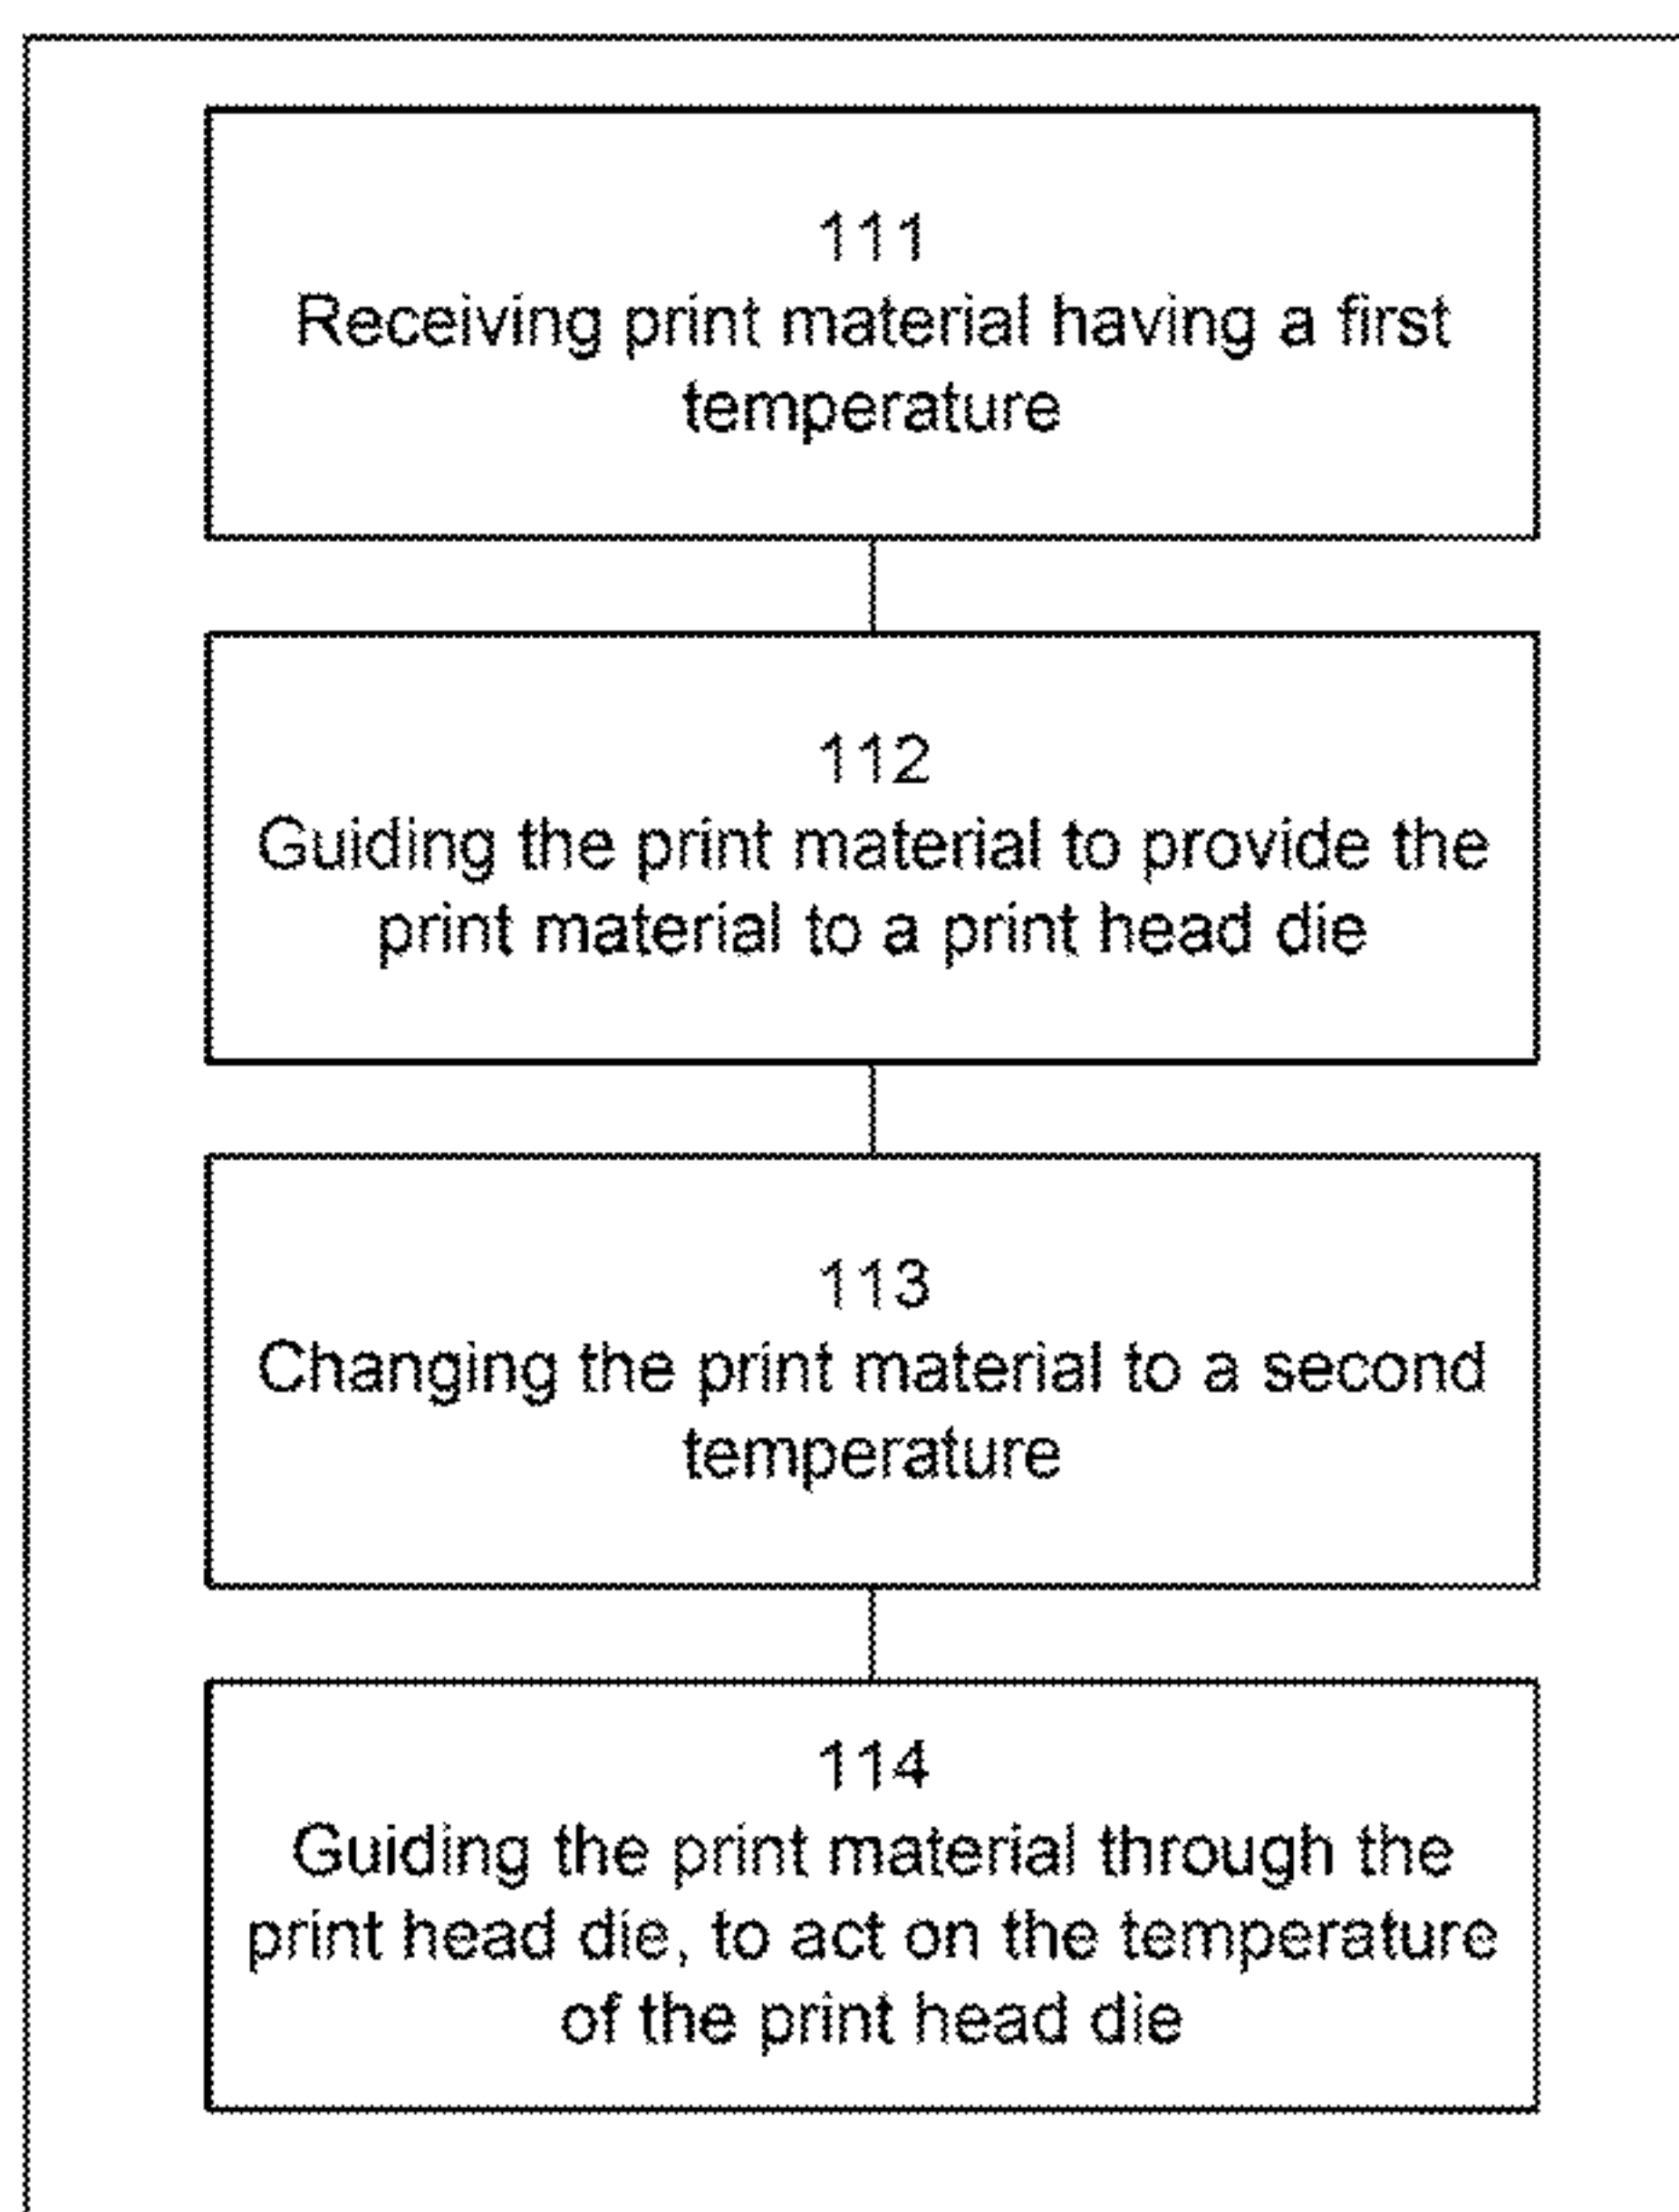 111
Receiving print material having a first
temperature
112
Guiding the print material to provide the
print material to a print head die
113
Changing the print material to a second
temperature
114
Guiding the print material through the
print head die, to act on the temperature
of the print head die